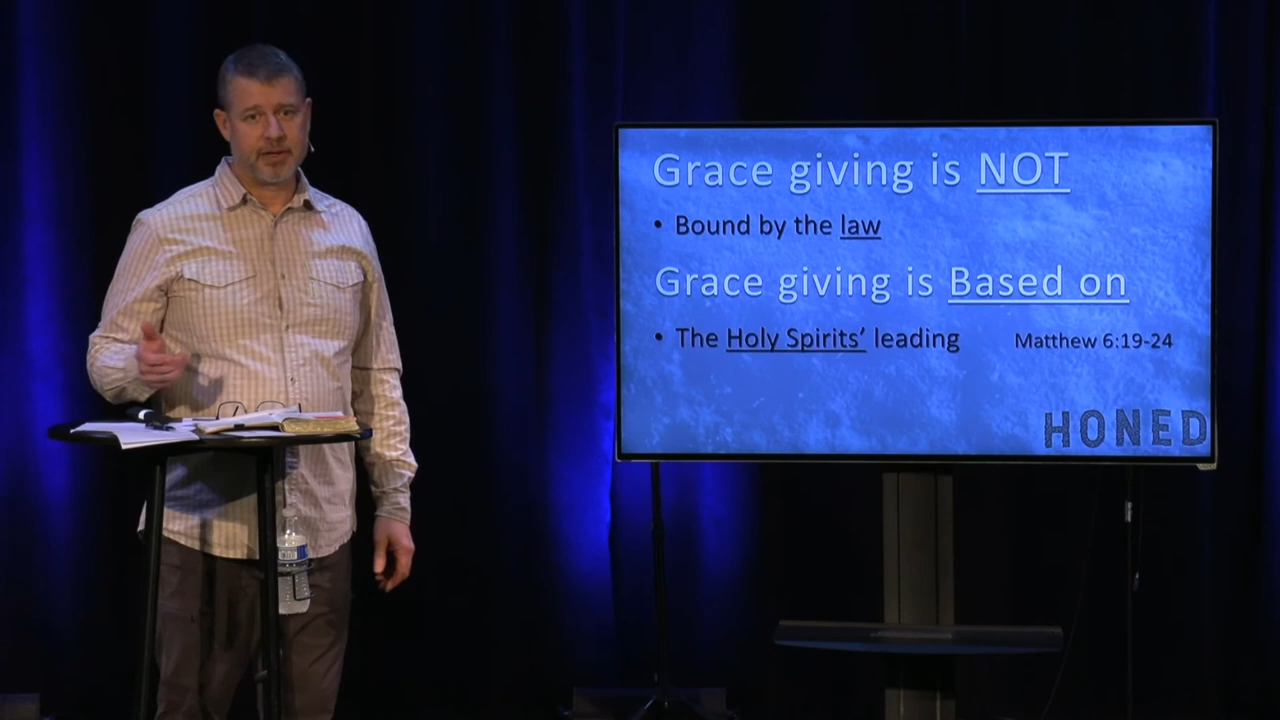 Grace giving is NOT
• Bound by the law
Grace giving is Based on
• The Holy Spirits’ leading Matthew 6:19-24
HONED